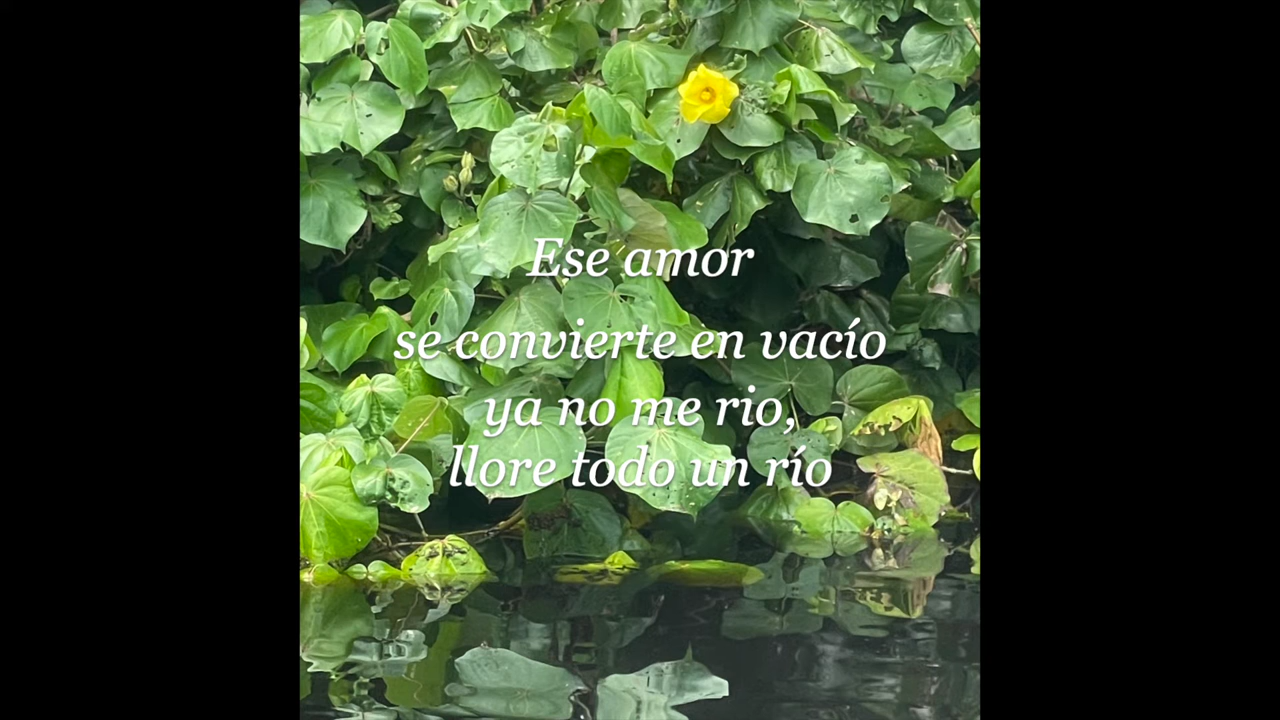 Ese amor
se convierte en vacío
ya no me rio,
llore todo un río